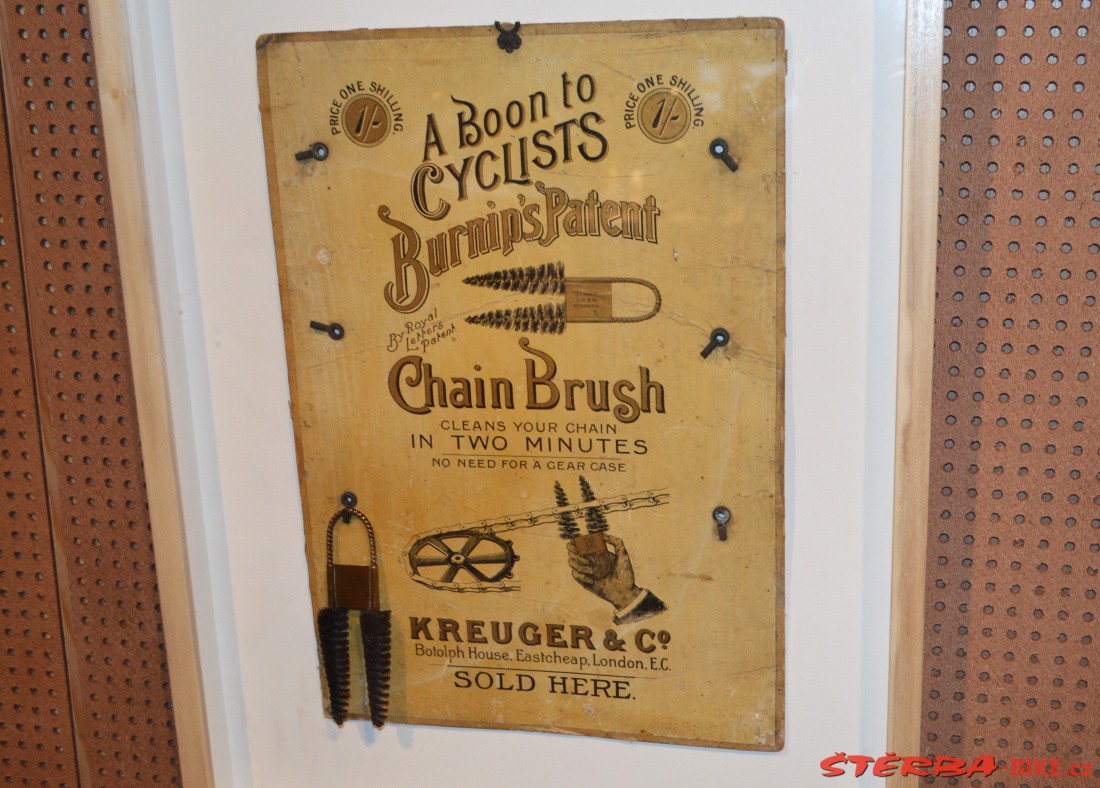 PRICE ONE SHILLING.
1/-
PRICE ONE SHILLING.
1/-
A Boon to
CYCLISTS
Burnip's Patent
By Royal
Letters
Patent
Chain Brush
CLEANS YOUR CHAIN
IN TWO MINUTES
NO NEED FOR A GEAR CASE
KREUGER & Co
Botolph House, Eastcheap, London, E.C.
SOLD HERE.
ŠTĚRBA-BIKE.cz